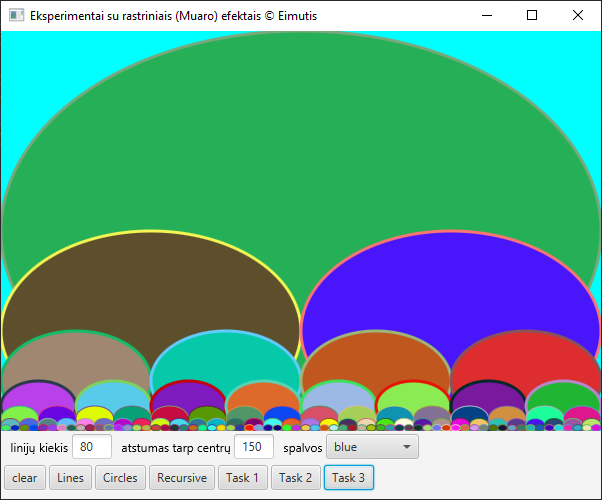 Eksperimentai su rastriniais (Muaro) efektais © Eimutis
linijų kiekis 80 atstumas tarp centrų 150 spalvos blue
clear Lines Circles Recursive Task 1 Task 2 Task 3